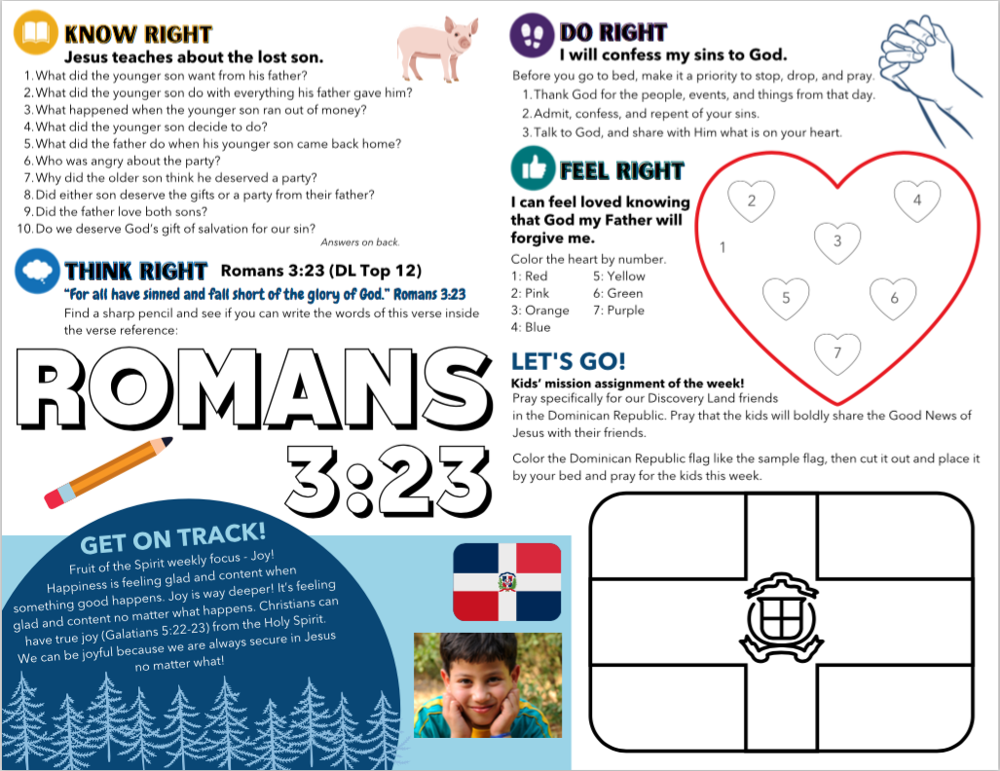 KNOW RIGHT
Jesus teaches about the lost son.
1. What did the younger son want from his father?
2. What did the younger son do with everything his father gave him?
3. What happened when the younger son ran out of money?
4. What did the younger son decide to do?
5. What did the father do when his younger son came back home?
6. Who was angry about the party?
7. Why did the older son think he deserved a party?
8. Did either son deserve the gifts or a party from their father?
9. Did the father love both sons?
10. Do we deserve God's gift of salvation for our sin?
Answers on back.
THINK RIGHT Romans 3:23 (DL Top 12)
"For all have sinned and fall short of the glory of God." Romans 3:23
Find a sharp pencil and see if you can write the words of this verse inside
the verse reference:
ROMANS
3:23
GET ON TRACK!
Fruit of the Spirit weekly focus - Joy!
Happiness is feeling glad and content when
something good happens. Joy is way deeper! It's feeling
glad and content no matter what happens. Christians can
have true joy (Galatians 5:22-23) from the Holy Spirit.
We can be joyful because we are always secure in Jesus
no matter what!
DO RIGHT
I will confess my sins to God.
Before you go to bed, make it a priority to stop, drop, and pray.
1. Thank God for the people, events, and things from that day.
2. Admit, confess, and repent of your sins.
3. Talk to God, and share with Him what is on your heart.
FEEL RIGHT
I can feel loved knowing
that God my Father will
forgive me.
Color the heart by number.
1: Red 5: Yellow
2: Pink 6: Green
3: Orange 7: Purple
4: Blue
2 4
1 3
5 6
7
LET'S GO!
Kids' mission assignment of the week!
Pray specifically for our Discovery Land friends
in the Dominican Republic. Pray that the kids will boldly share the Good News of
Jesus with their friends.
Color the Dominican Republic flag like the sample flag, then cut it out and place it
by your bed and pray for the kids this week.